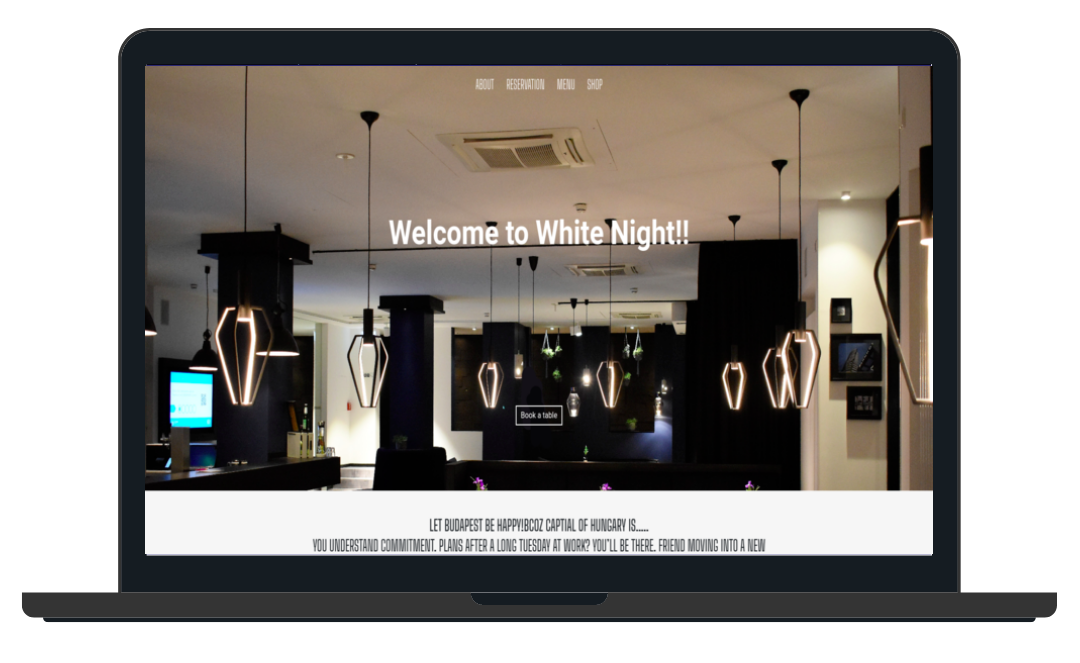 ABOUT RESERVATION MENU SHOP
Welcome to White Night!!
Book a table
LET BUDAPEST BE HAPPY!BCOZ CAPTIAL OF HUNGARY IS.....
YOU UNDERSTAND COMMITMENT. PLANS AFTER A LONG TUESDAY AT WORK? YOU'LL BE THERE. FRIEND MOVING INTO A NEW